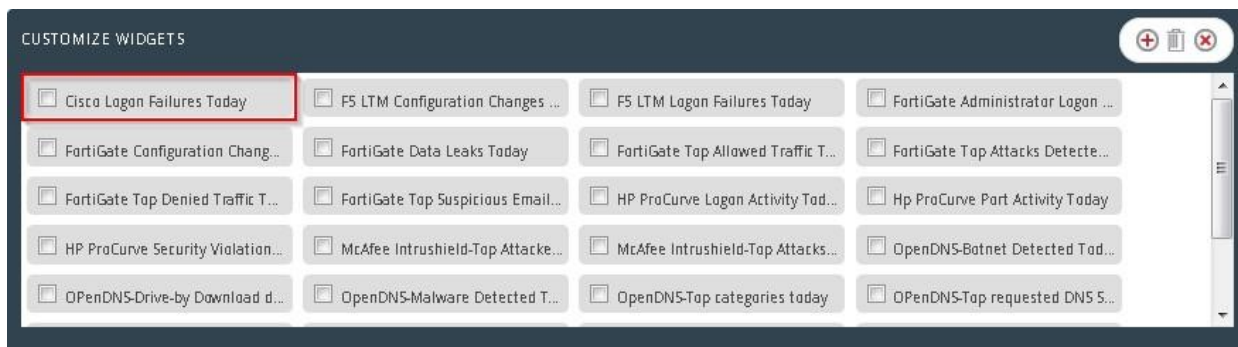 CUSTOMIZE WIDGETS
Cisco Logon Failures Today
F5 LTM Configuration Changes ...
F5 LTM Logon Failures Today
FortiGate Administrator Logon ...
FortiGate Configuration Chang...
FortiGate Data Leaks Today
FortiGate Top Allowed Traffic T...
FortiGate Top Attacks Detecte...
FortiGate Top Denied Traffic T...
FortiGate Top Suspicious Email...
HP ProCurve Logon Activity Tod...
Hp ProCurve Port Activity Today
HP ProCurve Security Violation...
McAfee Intrushield-Top Attacke...
McAfee Intrushield-Top Attacks...
OpenDNS-Botnet Detected Tod...
OPenDNS-Drive-by Download d...
OpenDNS-Malware Detected T...
OpenDNS-Top categories today
OPenDNS-Top requested DNS S...